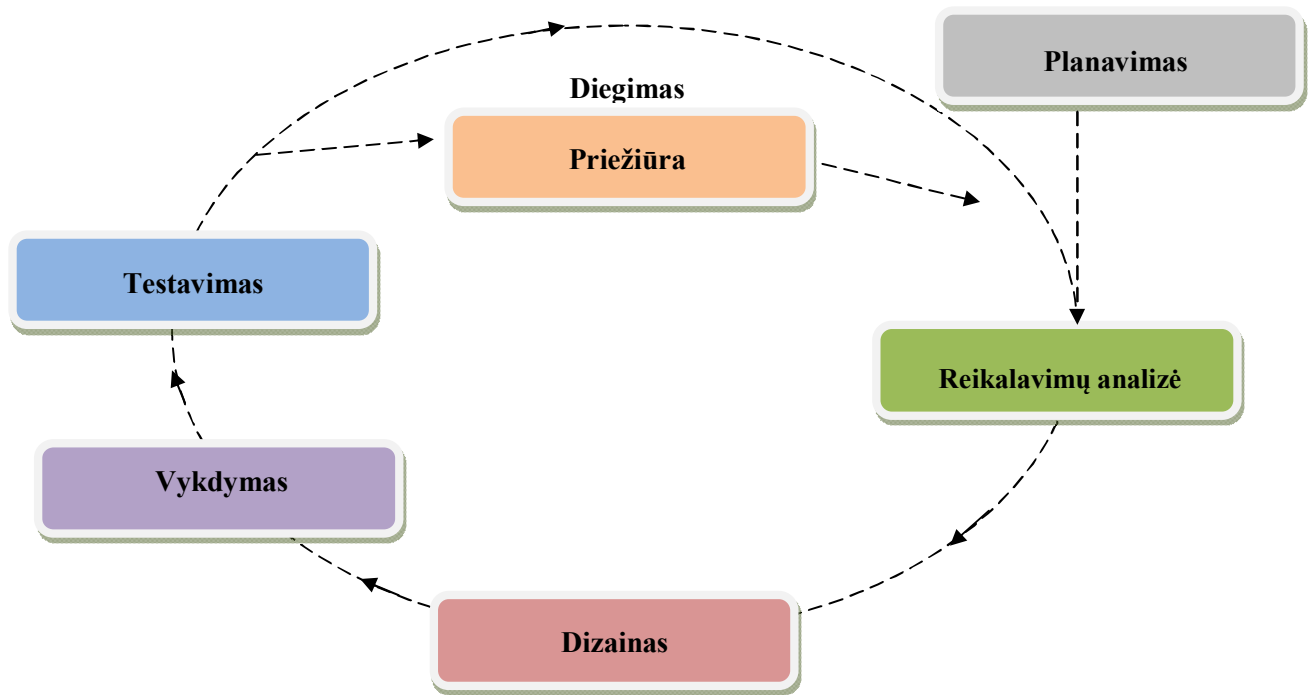 Planavimas
Diegimas
Priežiūra
Testavimas
Reikalavimų analizė
Vykdymas
Dizainas